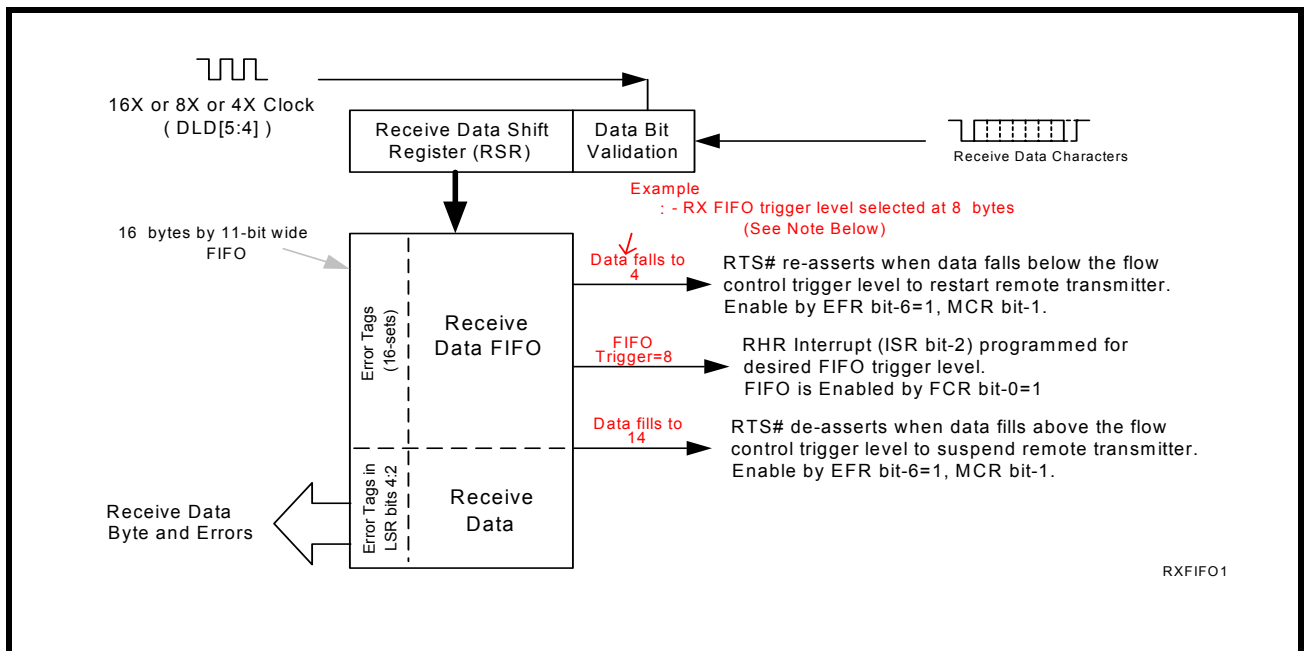 16X or 8X or 4X Clock
( DLD[5:4] )
Receive Data Shift
Register (RSR)
Data Bit
Validation
Receive Data Characters
Example
: - RX FIFO trigger level selected at 8 bytes
(See Note Below)
16 bytes by 11-bit wide
FIFO
Data falls to
4
RTS# re-asserts when data falls below the flow
control trigger level to restart remote transmitter.
Enable by EFR bit-6=1, MCR bit-1.
Error Tags
(16-sets)
Receive
Data FIFO
FIFO
Trigger=8
RHR Interrupt (ISR bit-2) programmed for
desired FIFO trigger level.
FIFO is Enabled by FCR bit-0=1
Data fills to
14
RTS# de-asserts when data fills above the flow
control trigger level to suspend remote transmitter.
Enable by EFR bit-6=1, MCR bit-1.
Error Tags in
LSR bits 4:2
Receive
Data
Receive Data
Byte and Errors
RXFIFO1